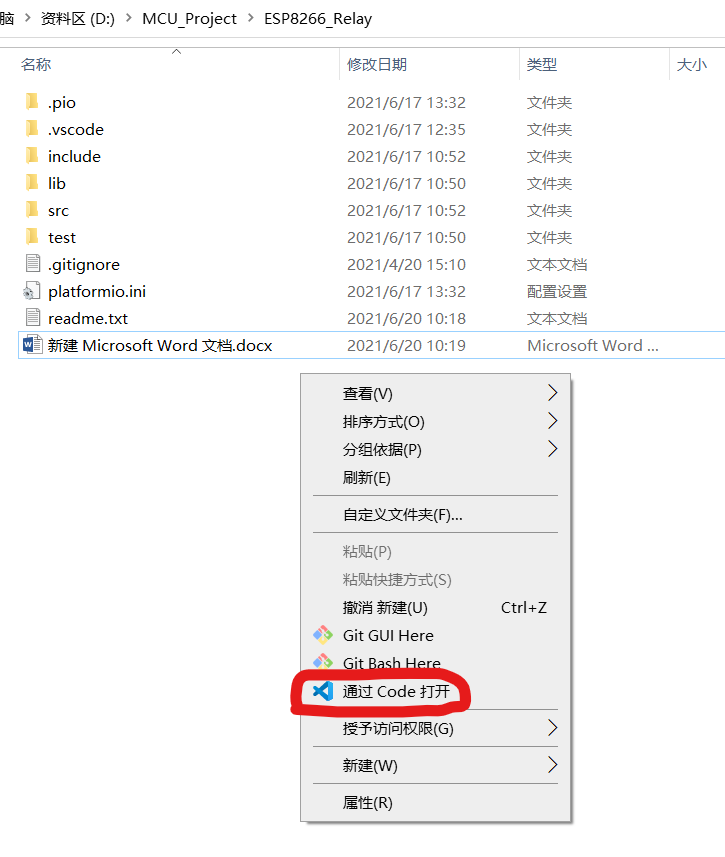 脑 > 资料区 (D:) > MCU_Project > ESP8266_Relay
名称 修改日期 类型 大小
.pio 2021/6/17 13:32 文件夹
.vscode 2021/6/17 12:35 文件夹
include 2021/6/17 10:52 文件夹
lib 2021/6/17 10:50 文件夹
src 2021/6/17 10:52 文件夹
test 2021/6/17 10:50 文件夹
.gitignore 2021/4/20 15:10 文本文档
platformio.ini 2021/6/17 13:32 配置设置
readme.txt 2021/6/20 10:18 文本文档
新建 Microsoft Word 文档.docx 2021/6/20 10:19 Microsoft Word ...
查看(V)
排序方式(O)
分组依据(P)
刷新(E)
自定义文件夹(F)...
粘贴(P)
粘贴快捷方式(S)
撤消 新建(U) Ctrl+Z
Git GUI Here
Git Bash Here
通过 Code 打开
授予访问权限(G)
新建(W)
属性(R)